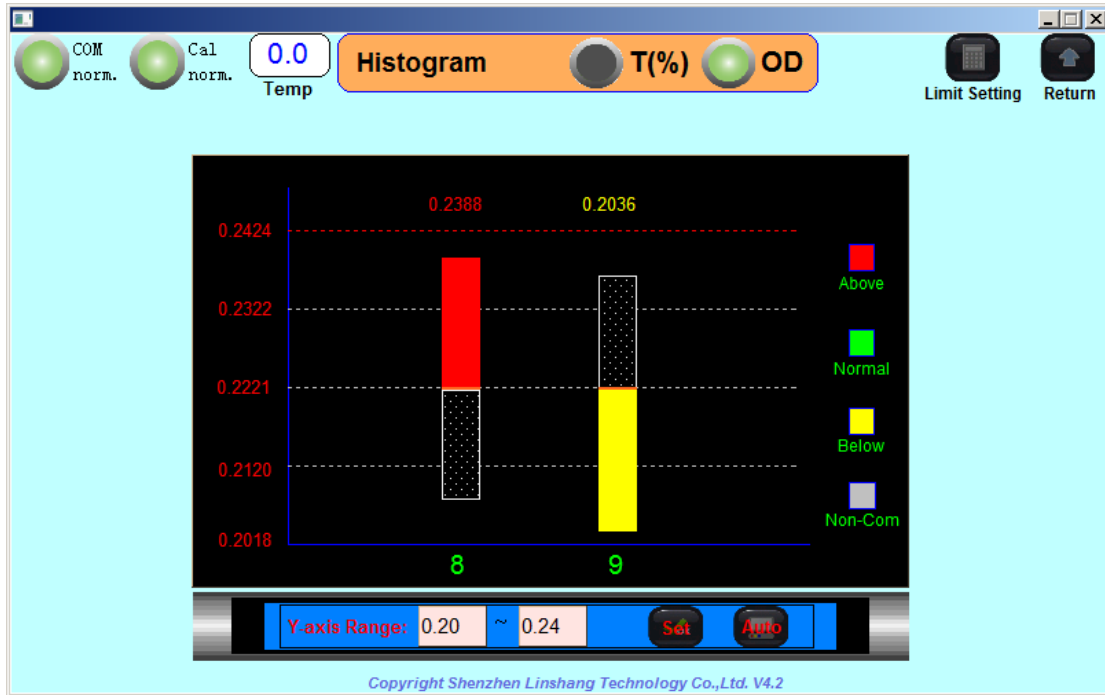 COM norm.
Cal norm.
0.0
Temp
Histogram
T(%)
OD
Limit Setting
Return
0.2388
0.2036
0.2424
0.2322
0.2221
0.2120
0.2018
8
9
Above
Normal
Below
Non-Com
Y-axis Range: 0.20 ~ 0.24
Set
Auto
Copyright Shenzhen Linshang Technology Co.,Ltd. V4.2